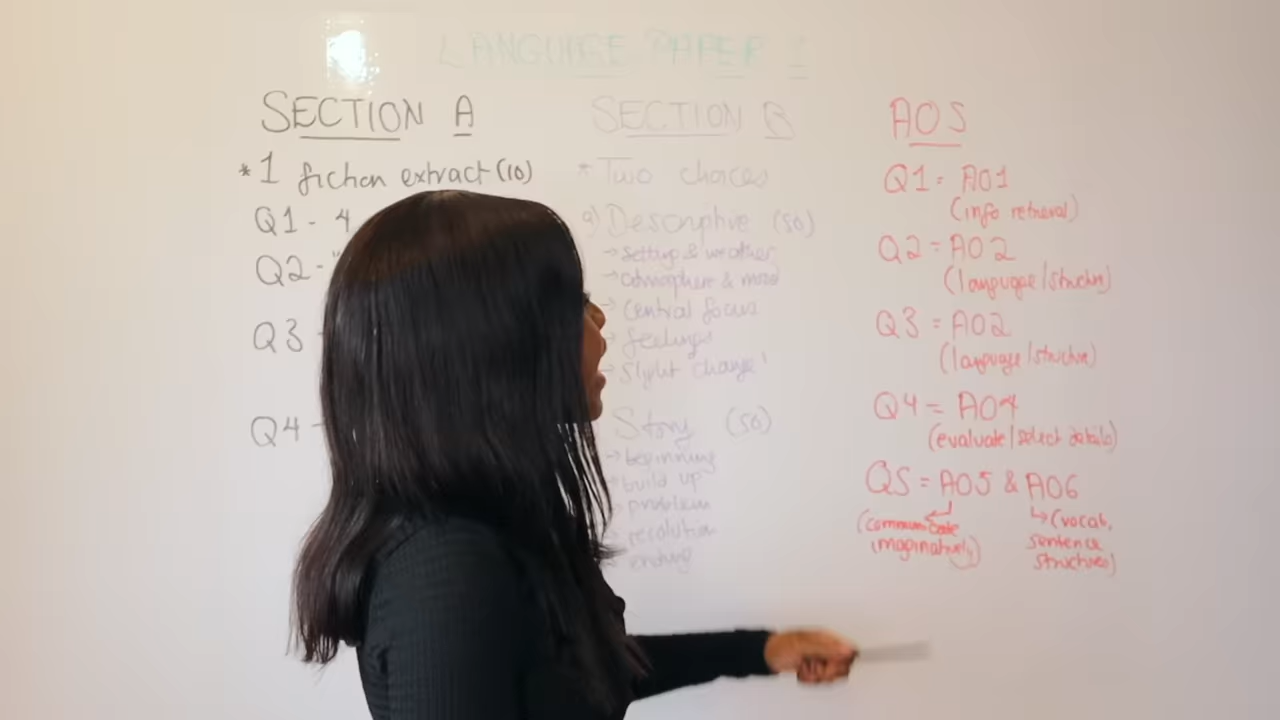 LANGUAGE PAPER 1
SECTION A
* 1 fiction extract (10)
Q1 - 4
Q2 -
Q3
Q4 -
SECTION B
* Two choices
a) Descriptive (50)
→ setting & weather
→ atmosphere & mood
→ central focus
→ feelings
→ slight change
Story (50)
→ beginning
→ build up
→ problem
→ resolution
→ ending
AOS
Q1 = AO1
(info retrieval)
Q2 = AO2
(language/structure)
Q3 = AO2
(language/structure)
Q4 = AO4
(evaluate/select details)
Q5 = AO5 & AO6
(communicate
imaginatively)
↳ (vocab,
sentence
structures)